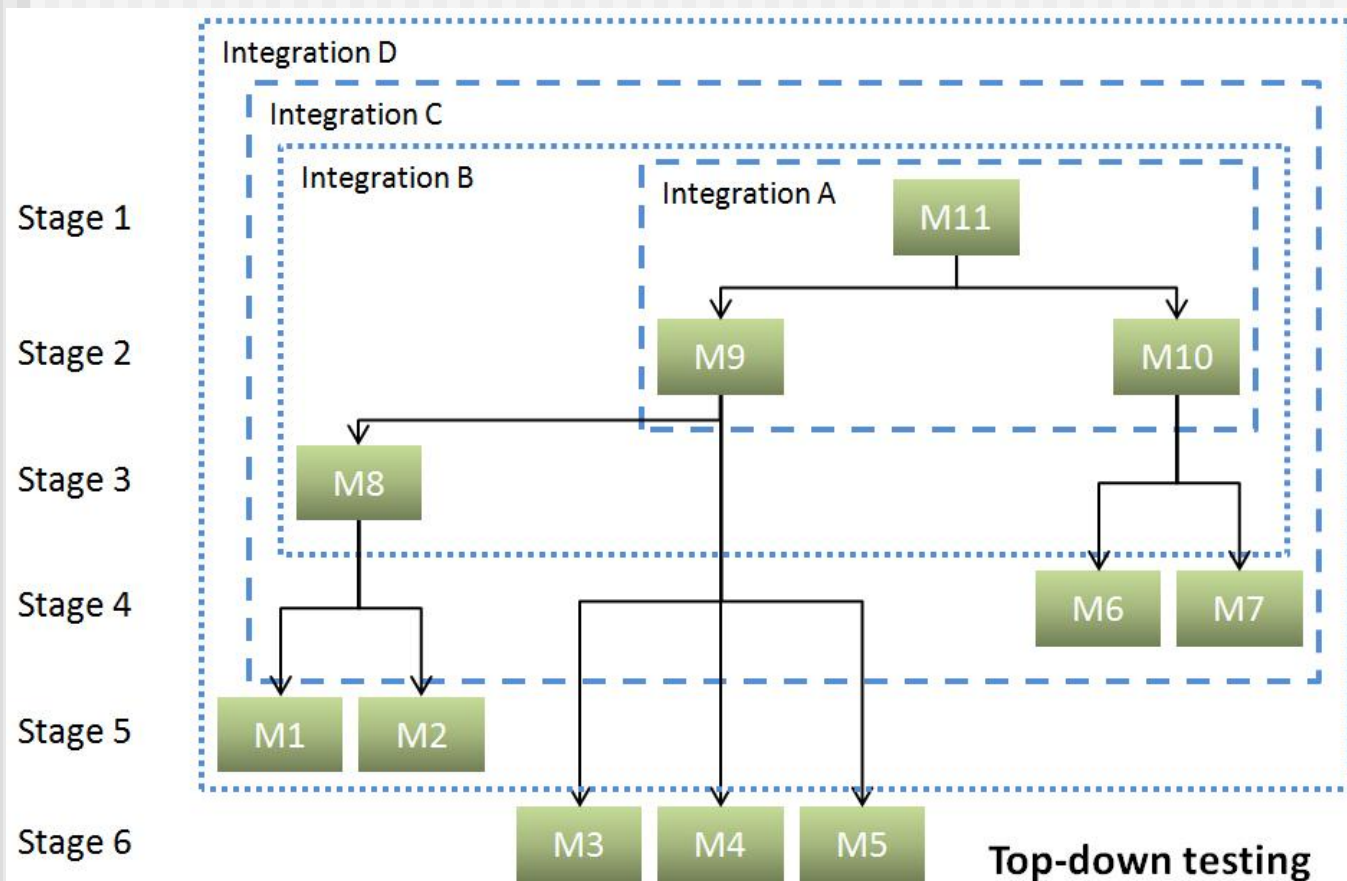 Integration D
Integration C
Integration B
Integration A
Stage 1
M11
Stage 2
M9
M10
Stage 3
M8
Stage 4
M6
M7
Stage 5
M1
M2
Stage 6
M3
M4
M5
Top-down testing